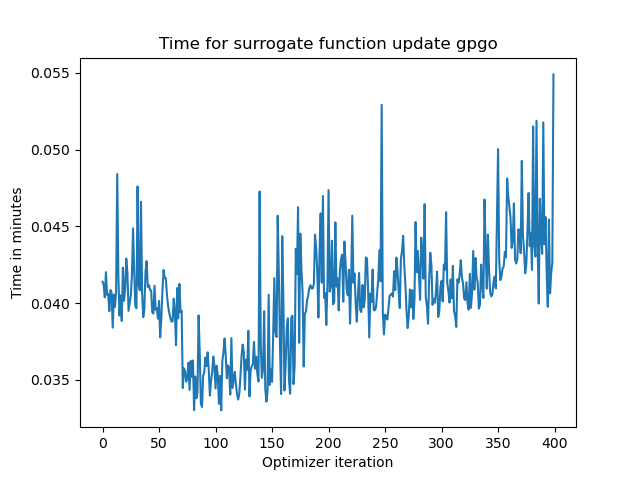 Time for surrogate function update gpgo
0.055
0.050
0.045
0.040
0.035
Time in minutes
0 50 100 150 200 250 300 350 400
Optimizer iteration